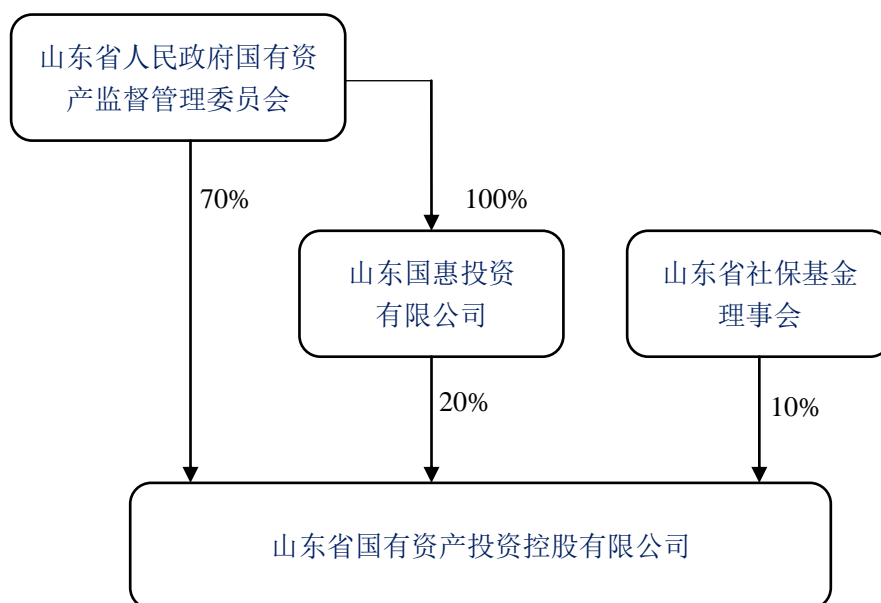 山东省人民政府国有资
产监督管理委员会
70%
100%
山东国惠投资
有限公司
山东省社保基金
理事会
20%
10%
山东省国有资产投资控股有限公司